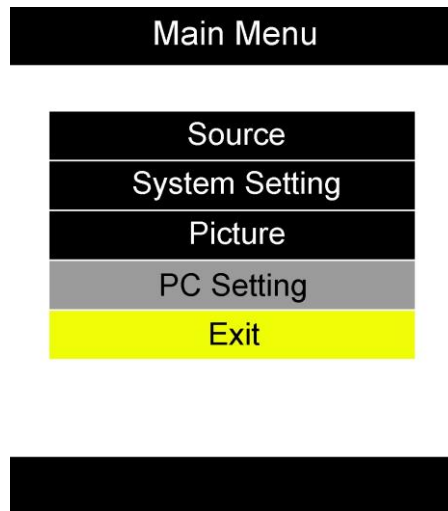 Main Menu
Source
System Setting
Picture
PC Setting
Exit